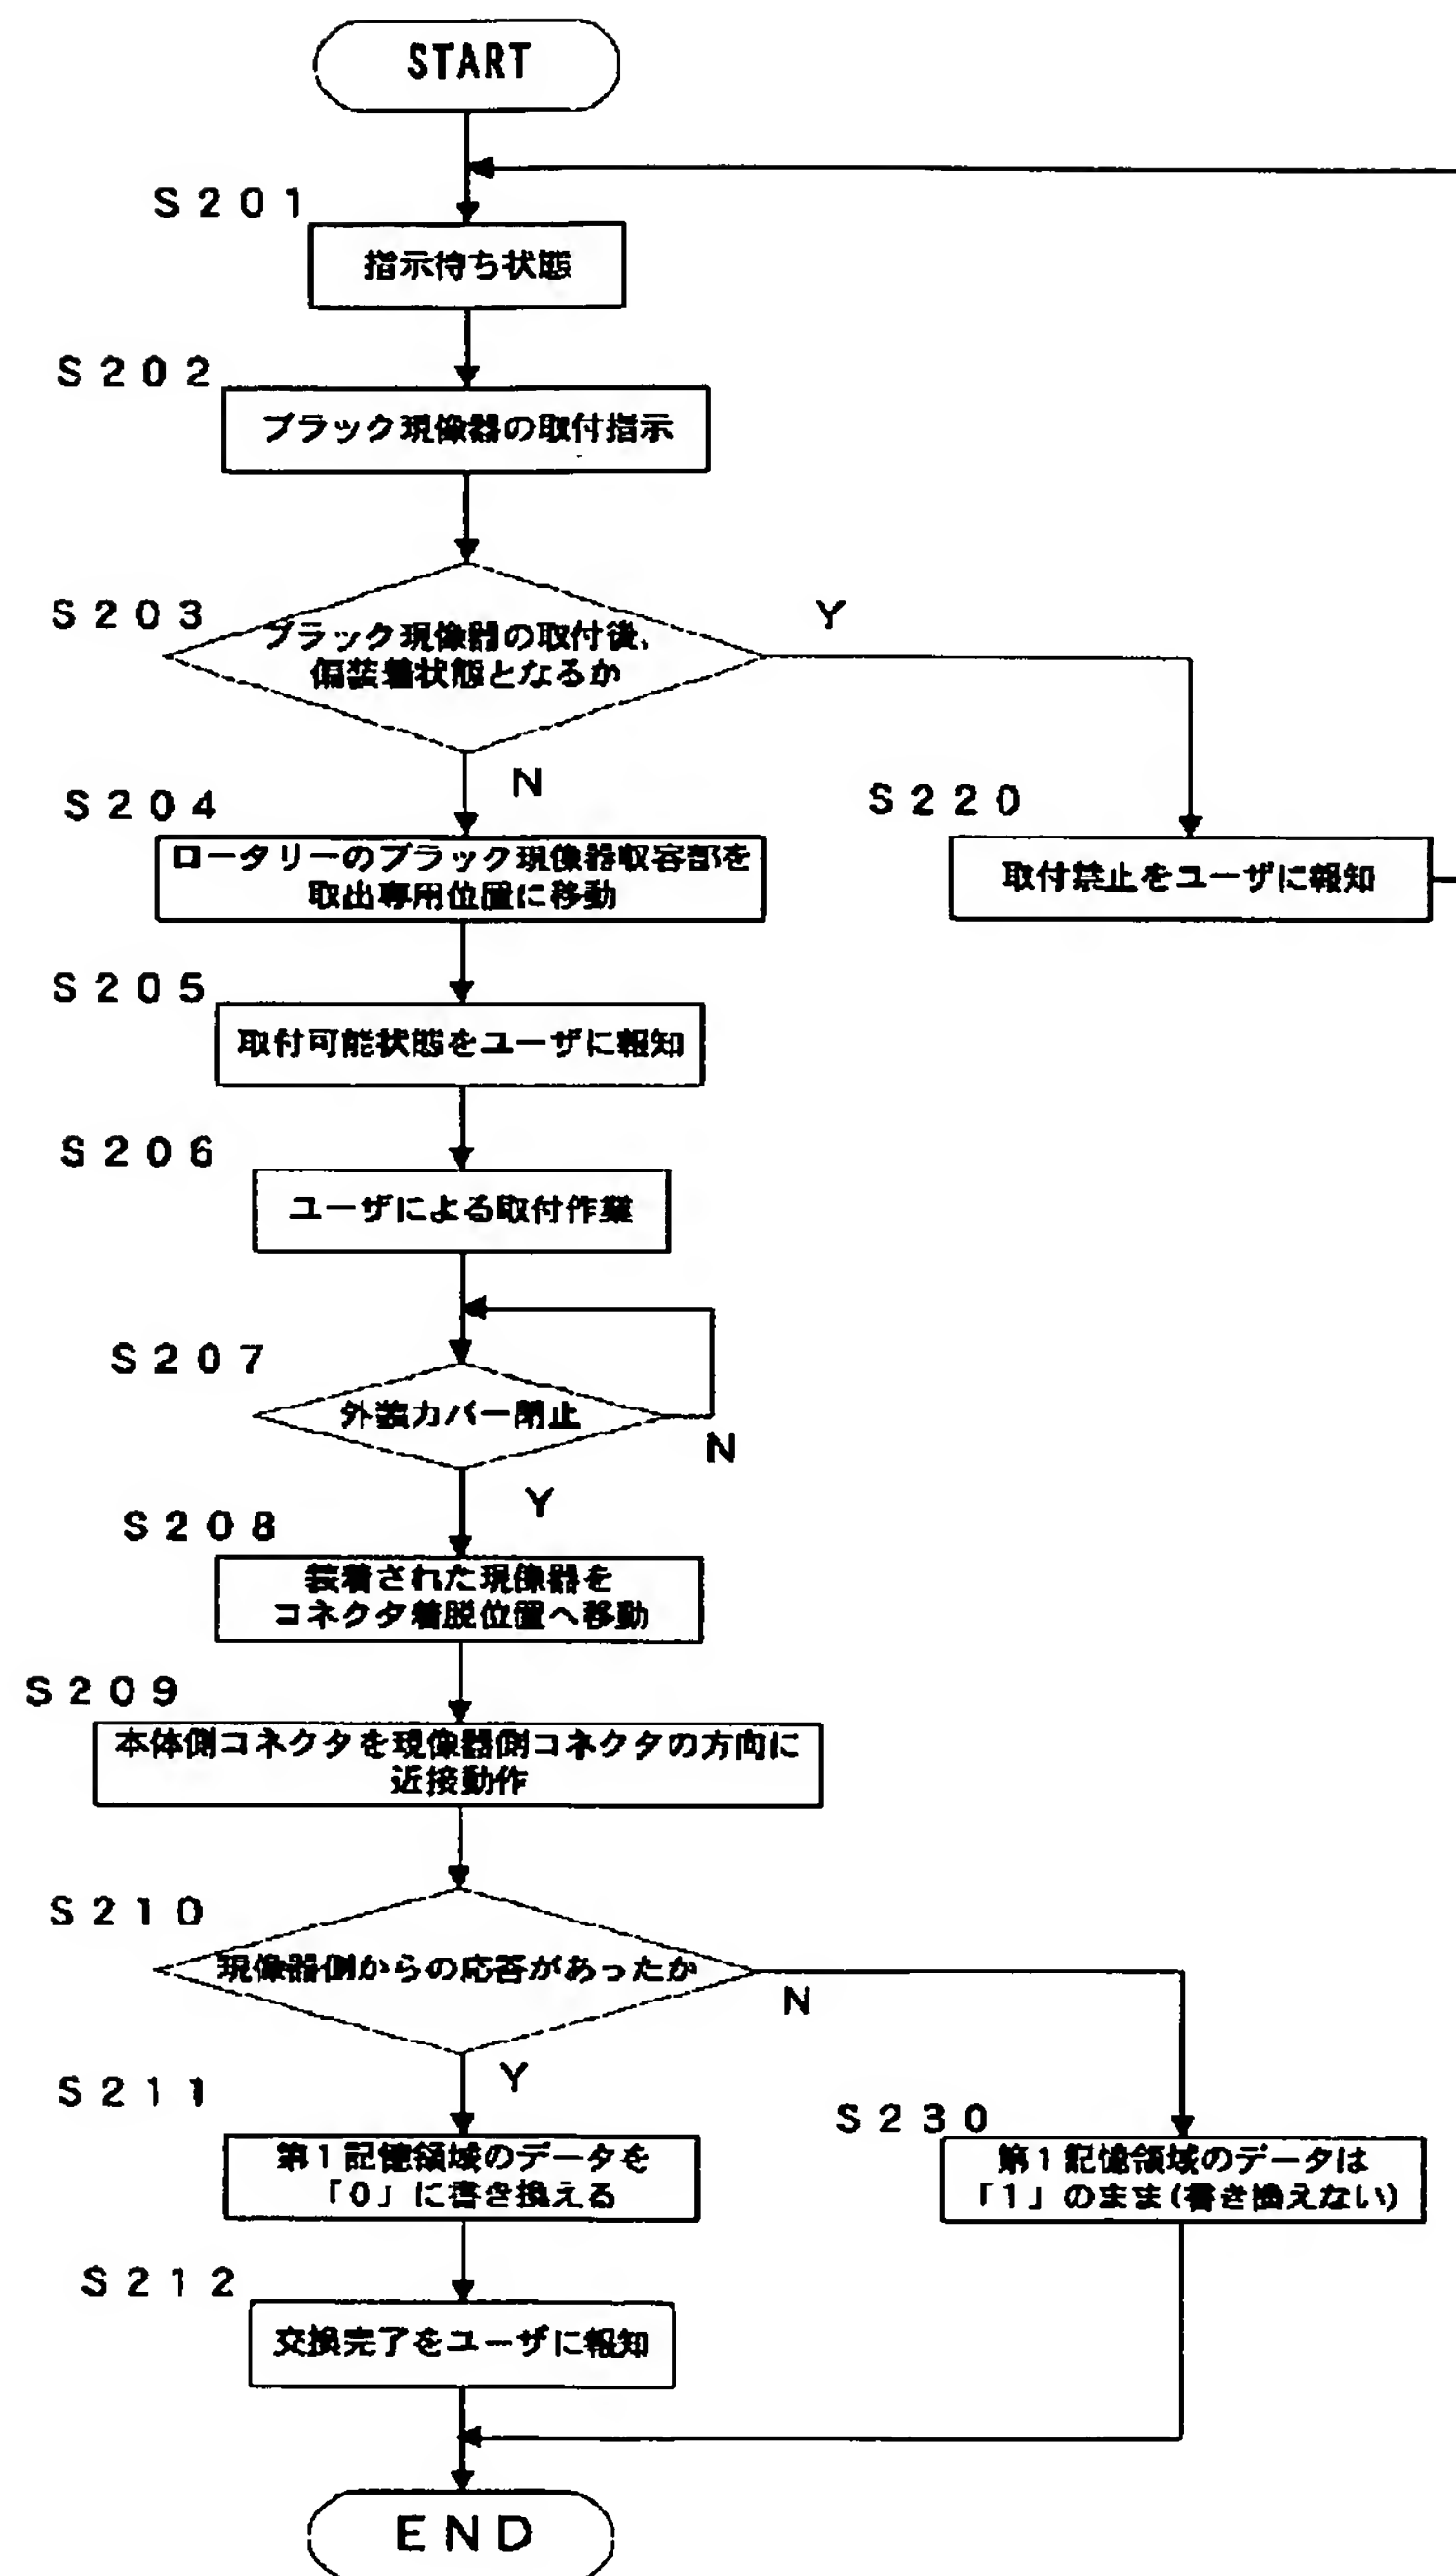 START
S201
指示待ち状態
S202
ブラック現像器の取付指示
S203
ブラック現像器の取付後,
偏装着状態となるか
Y
N
S204
ロータリーのブラック現像器収容部を
取出専用位置に移動
S220
取付禁止をユーザに報知
S205
取付可能状態をユーザに報知
S206
ユーザによる取付作業
S207
外装カバー閉止
N
Y
S208
装着された現像器を
コネクタ着脱位置へ移動
S209
本体側コネクタを現像器側コネクタの方向に
近接動作
S210
現像器側からの応答があったか
N
Y
S211
第1記憶領域のデータを
「0」に書き換える
S230
第1記憶領域のデータは
「1」のまま(書き換えない)
S212
交換完了をユーザに報知
END